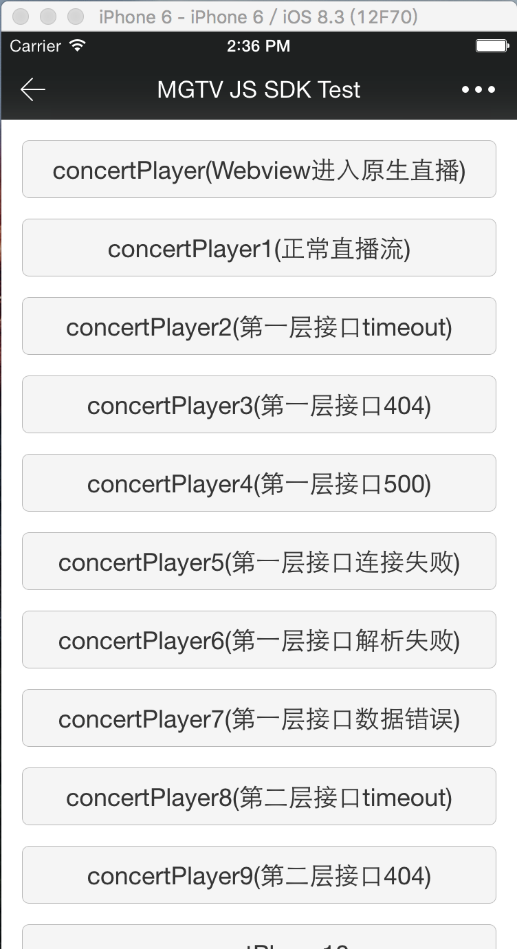 iPhone 6 - iPhone 6 / iOS 8.3 (12F70)
Carrier 2:36 PM
MGTV JS SDK Test
concertPlayer(Webview进入原生直播)
concertPlayer1(正常直播流)
concertPlayer2(第一层接口timeout)
concertPlayer3(第一层接口404)
concertPlayer4(第一层接口500)
concertPlayer5(第一层接口连接失败)
concertPlayer6(第一层接口解析失败)
concertPlayer7(第一层接口数据错误)
concertPlayer8(第二层接口timeout)
concertPlayer9(第二层接口404)